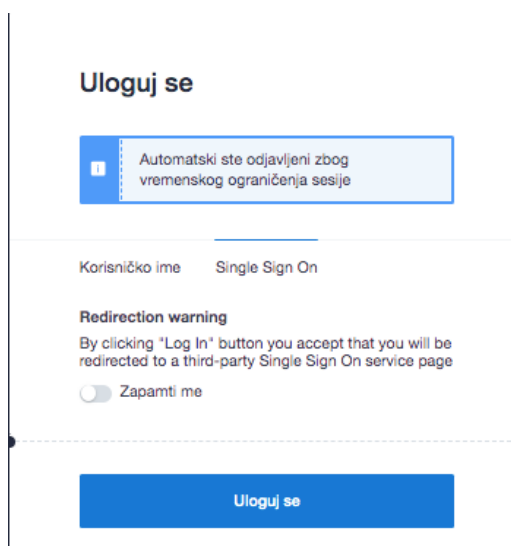 Uloguj se
Automatski ste odjavljeni zbog
vremenskog ograničenja sesije
Korisničko ime Single Sign On
Redirection warning
By clicking "Log In" button you accept that you will be
redirected to a third-party Single Sign On service page
Zapamti me
Uloguj se